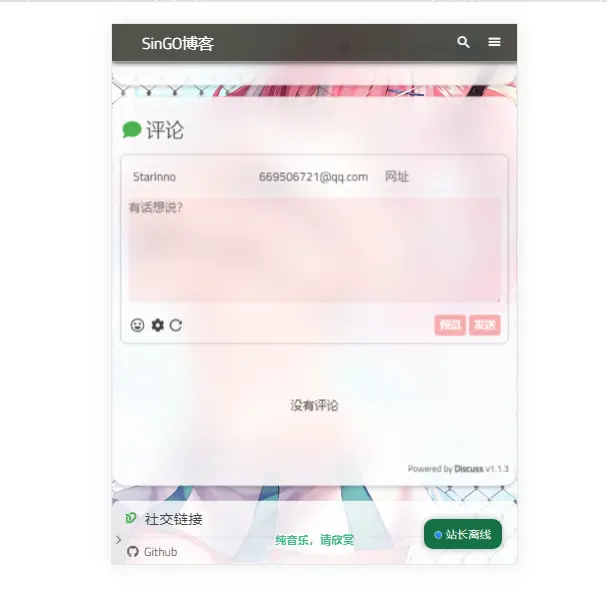 SinGO博客
评论
StarInno 669506721@qq.com 网址
有话想说?
预览 发送
没有评论
Powered by Discuss v1.1.3
社交链接
纯音乐，请欣赏
站长离线
Github